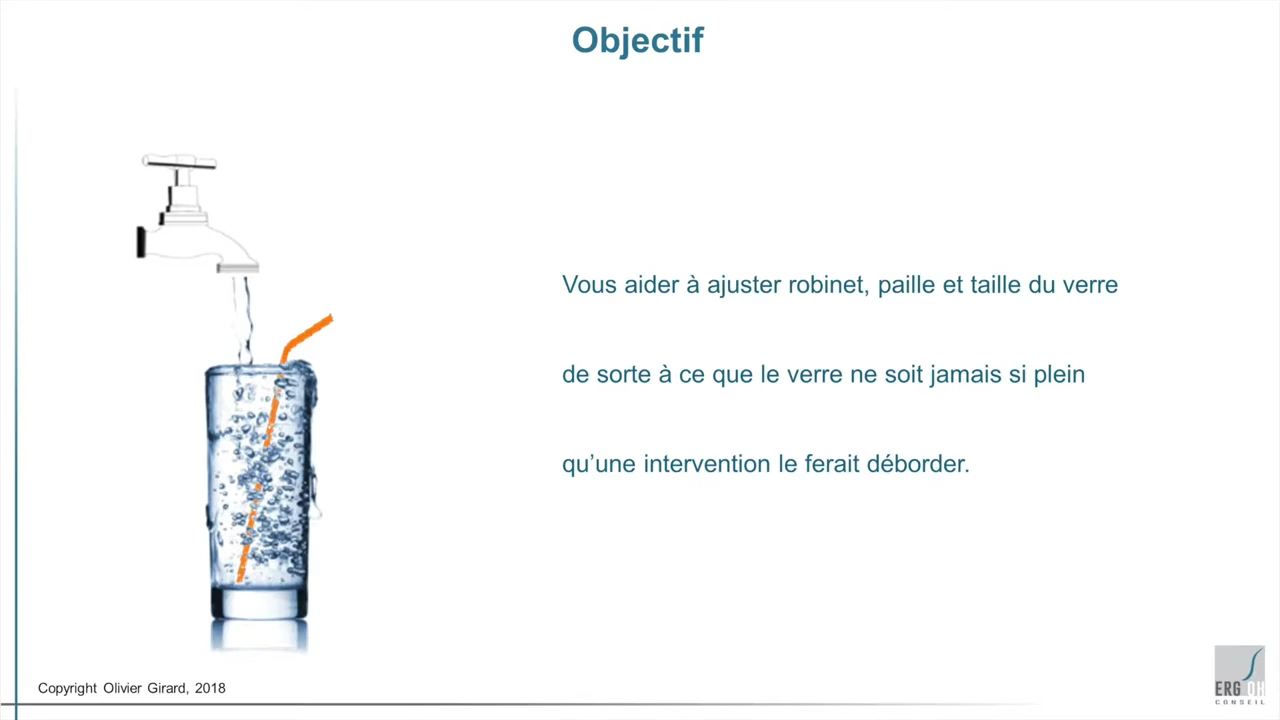 Objectif
Vous aider à ajuster robinet, paille et taille du verre
de sorte à ce que le verre ne soit jamais si plein
qu’une intervention le ferait déborder.
Copyright Olivier Girard, 2018
ERG OH
CONSEIL